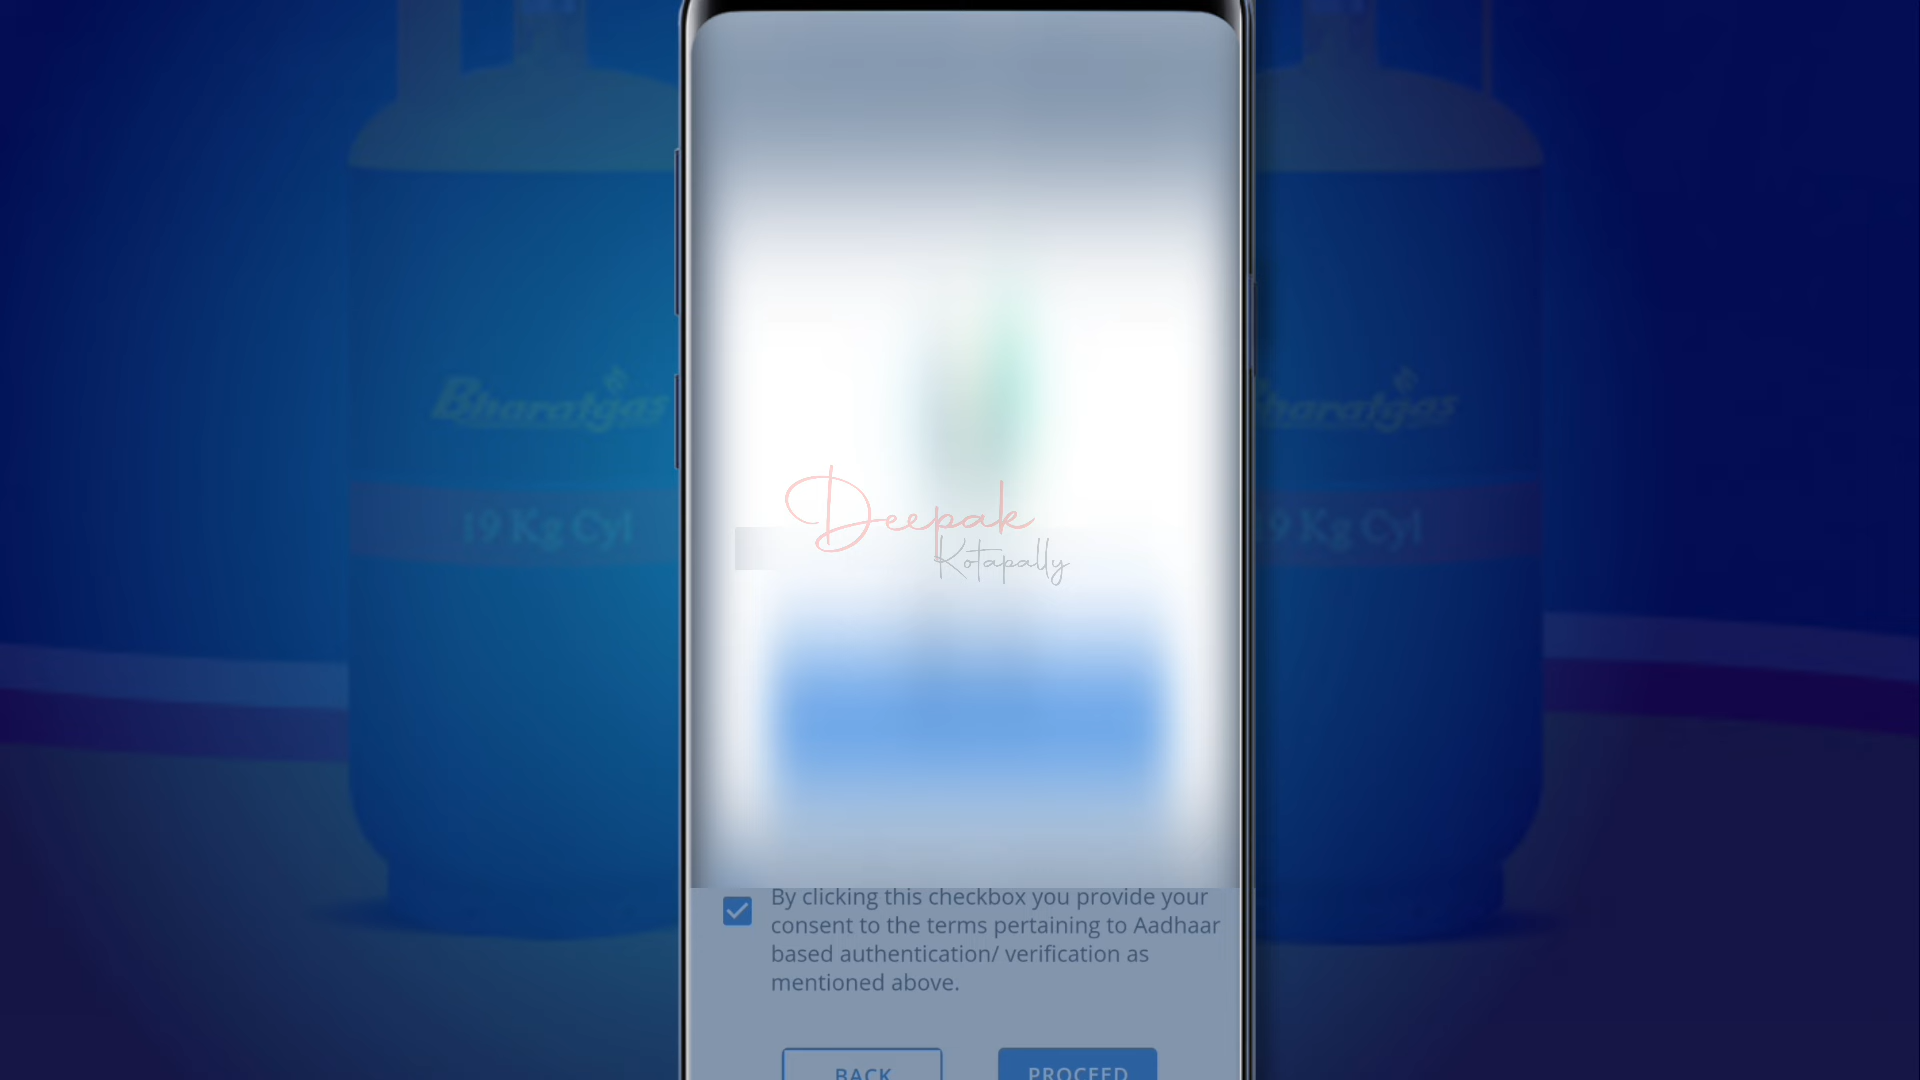 Bharatgas
Bharatgas
Deepak
19 Kg Cyl
19 Kg Cyl
Kotapally
By clicking this checkbox you provide your
consent to the terms pertaining to Aadhaar
based authentication/ verification as
mentioned above.
BACK
PROCEED